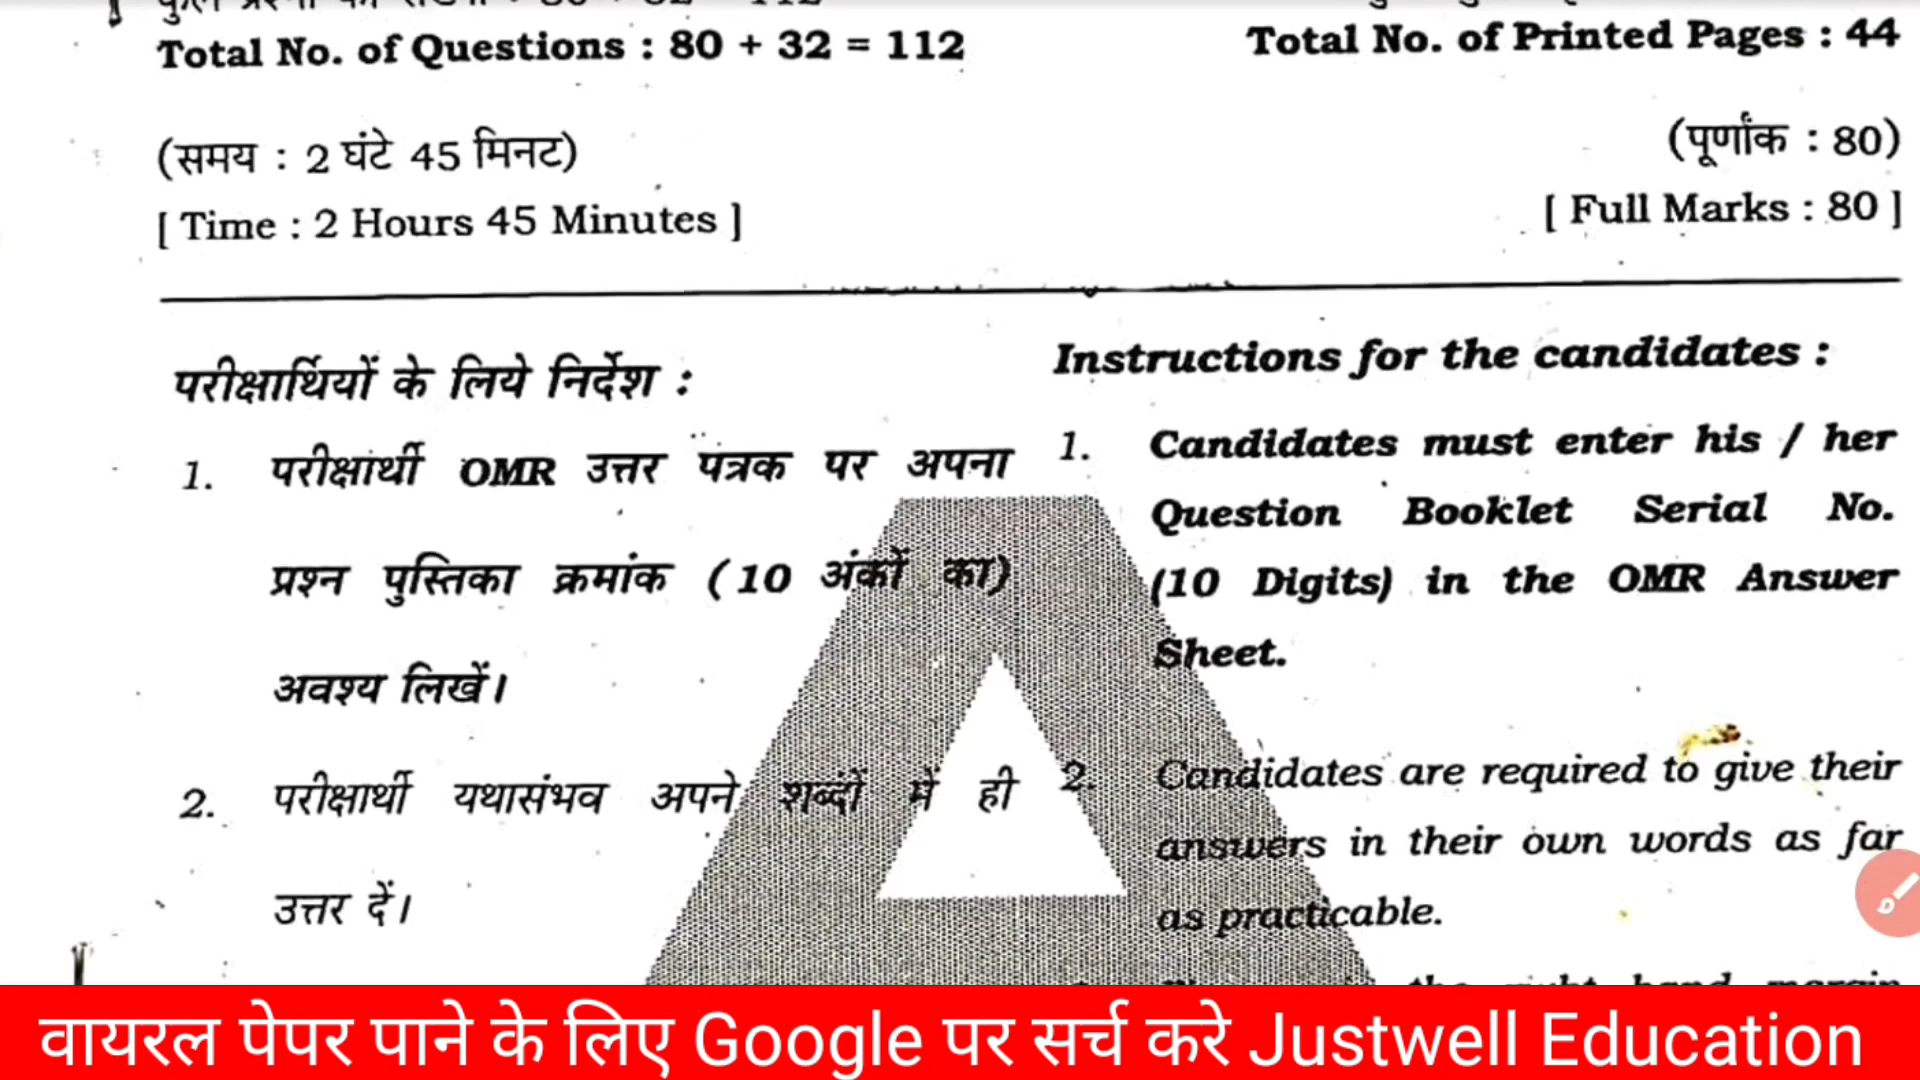 Total No. of Questions : 80 + 32 = 112
Total No. of Printed Pages : 44
(समय : 2 घंटे 45 मिनट)
(पूर्णांक : 80)
[ Time : 2 Hours 45 Minutes ]
[ Full Marks : 80 ]
परीक्षार्थियों के लिये निर्देश :
1. परीक्षार्थी OMR उत्तर पत्रक पर अपना
प्रश्न पुस्तिका क्रमांक (10 अंकों का)
अवश्य लिखें।
2. परीक्षार्थी यथासंभव अपने शब्दों में ही
उत्तर दें।
Instructions for the candidates :
1. Candidates must enter his / her
Question Booklet Serial No.
(10 Digits) in the OMR Answer
Sheet.
2. Candidates are required to give their
answers in their own words as far
as practicable.
the right hand margin
वायरल पेपर पाने के लिए Google पर सर्च करे Justwell Education